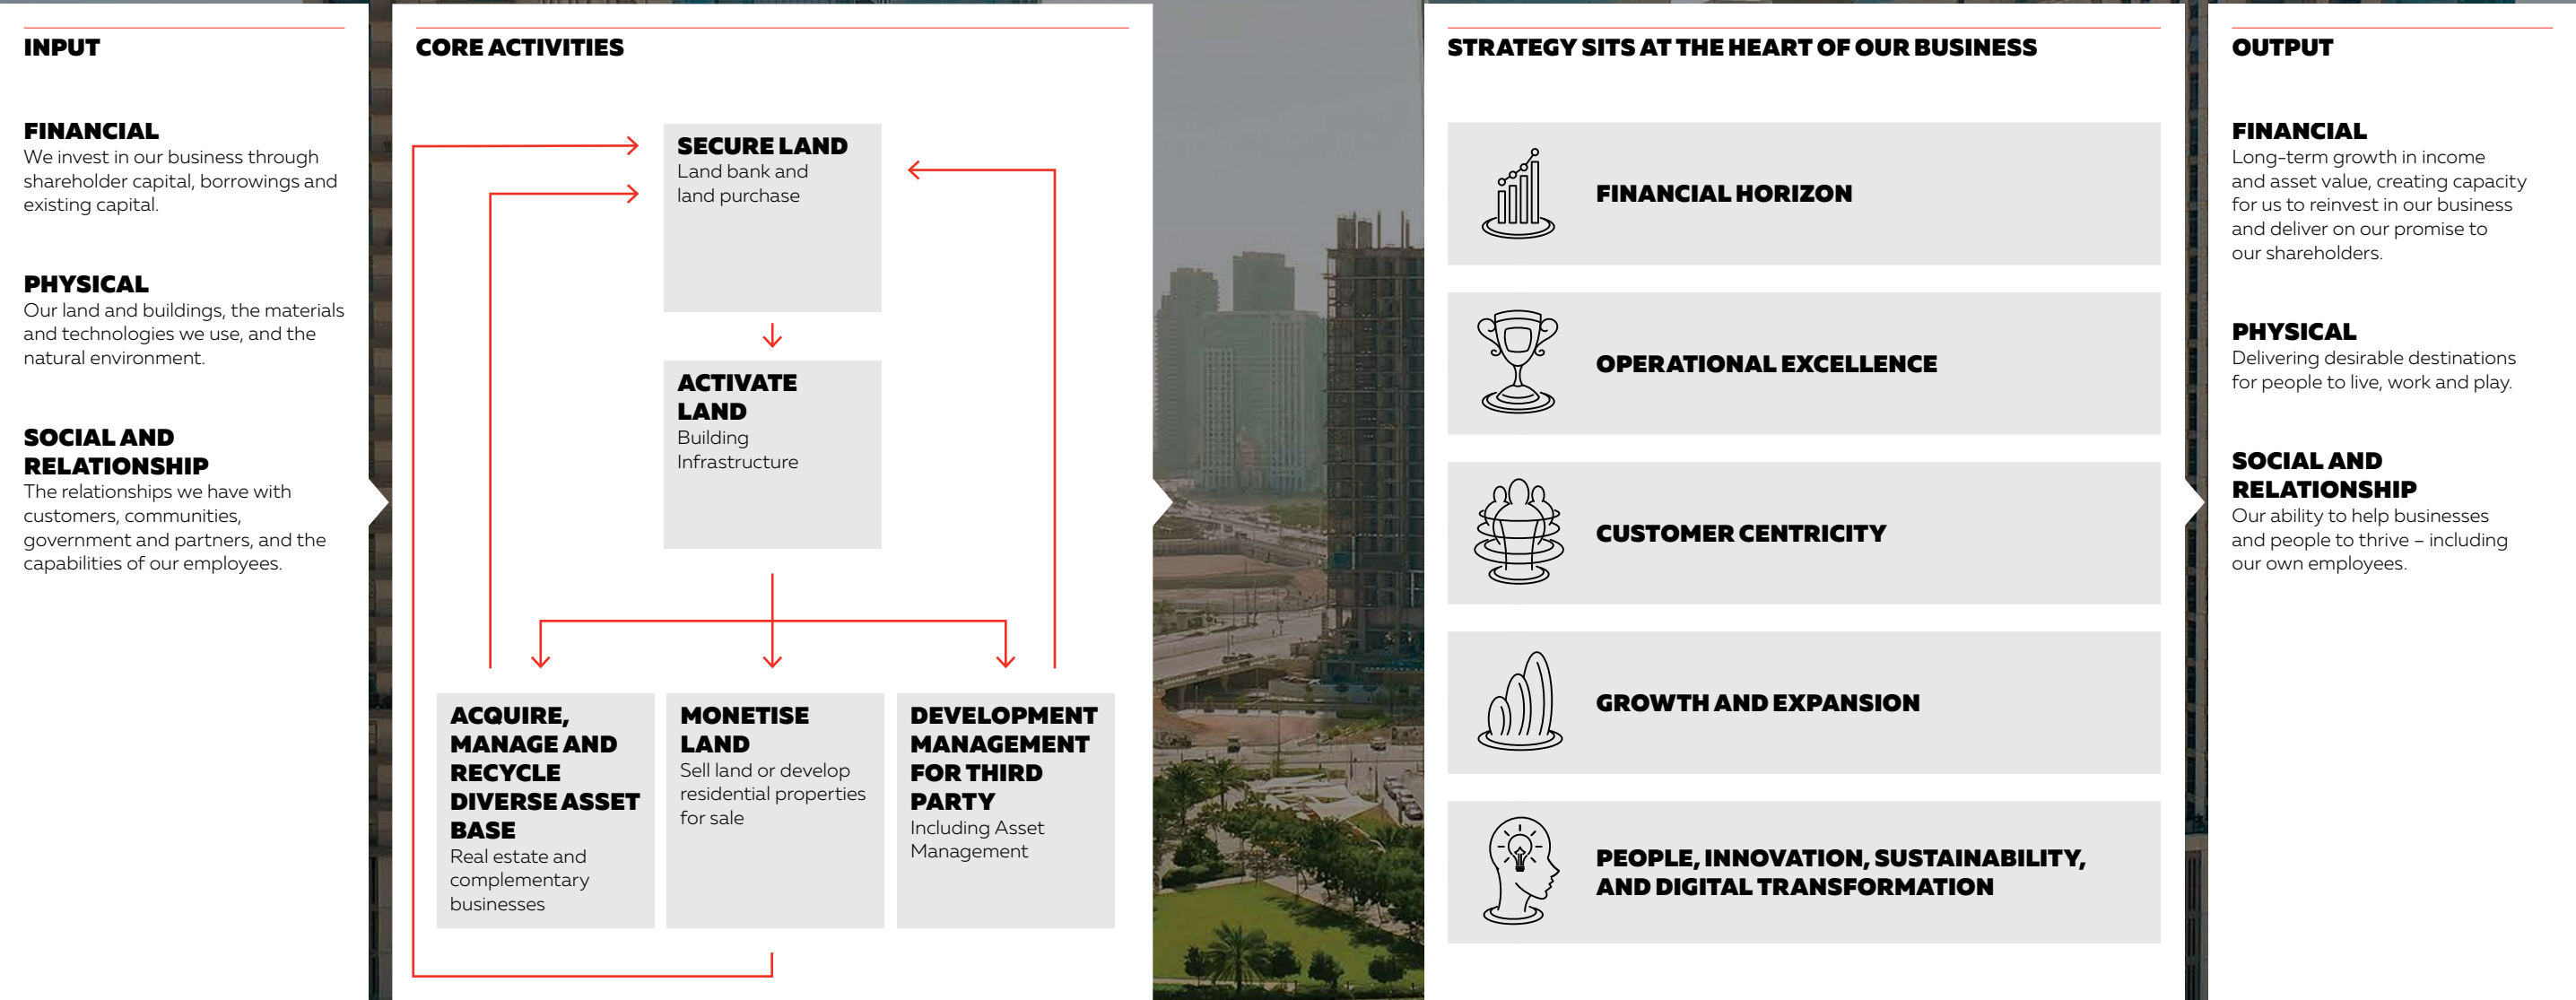 INPUT
FINANCIAL
We invest in our business through
shareholder capital, borrowings and
existing capital.
PHYSICAL
Our land and buildings, the materials
and technologies we use, and the
natural environment.
SOCIAL AND
RELATIONSHIP
The relationships we have with
customers, communities,
government and partners, and the
capabilities of our employees.
CORE ACTIVITIES
SECURE LAND
Land bank and
land purchase
ACTIVATE
LAND
Building
Infrastructure
ACQUIRE,
MANAGE AND
RECYCLE
DIVERSE ASSET
BASE
Real estate and
complementary
businesses
MONETISE
LAND
Sell land or develop
residential properties
for sale
DEVELOPMENT
MANAGEMENT
FOR THIRD
PARTY
Including Asset
Management
STRATEGY SITS AT THE HEART OF OUR BUSINESS
FINANCIAL HORIZON
OPERATIONAL EXCELLENCE
CUSTOMER CENTRICITY
GROWTH AND EXPANSION
PEOPLE, INNOVATION, SUSTAINABILITY,
AND DIGITAL TRANSFORMATION
OUTPUT
FINANCIAL
Long-term growth in income
and asset value, creating capacity
for us to reinvest in our business
and deliver on our promise to
our shareholders.
PHYSICAL
Delivering desirable destinations
for people to live, work and play.
SOCIAL AND
RELATIONSHIP
Our ability to help businesses
and people to thrive – including
our own employees.